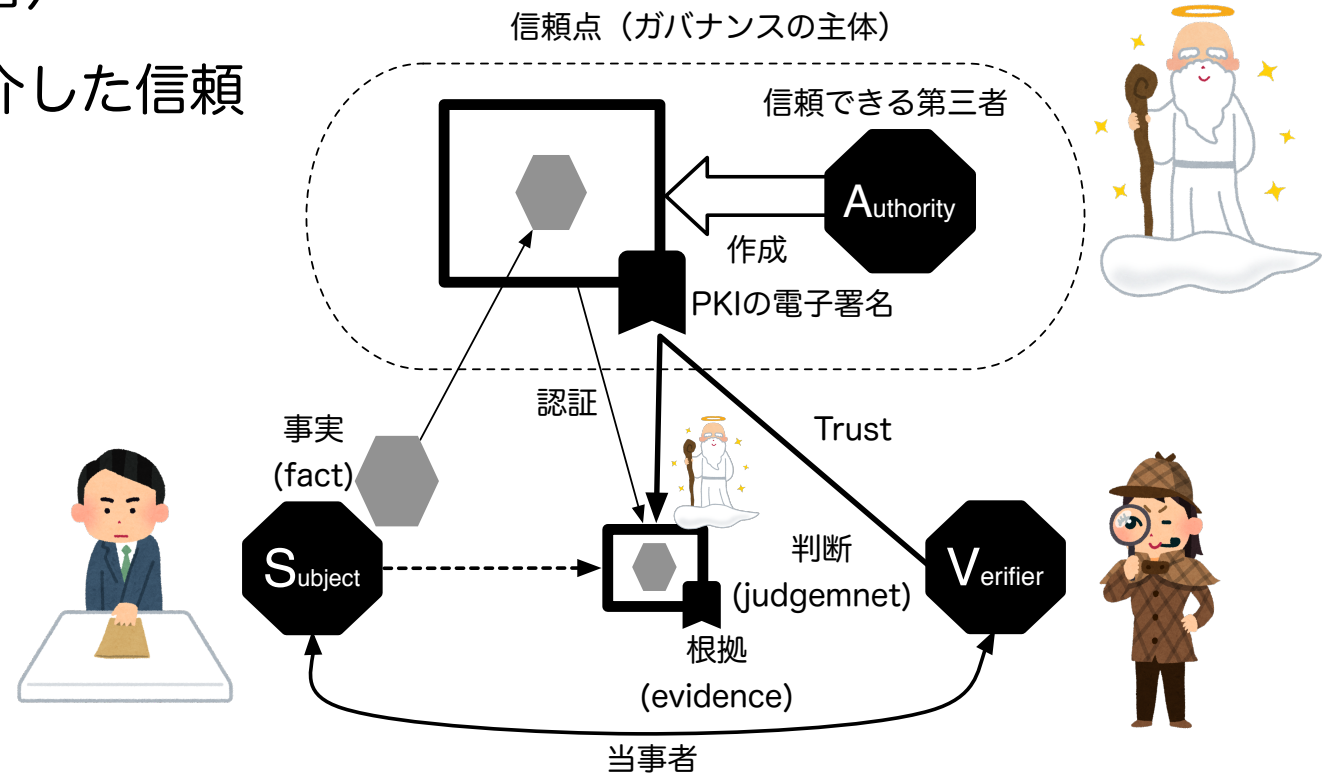 信頼点（ガバナンスの主体）
介した信頼
信頼できる第三者
Authority
作成
PKIの電子署名
認証
事実
(fact)
Trust
Subject
判断
(judgemnet)
Verifier
根拠
(evidence)
当事者